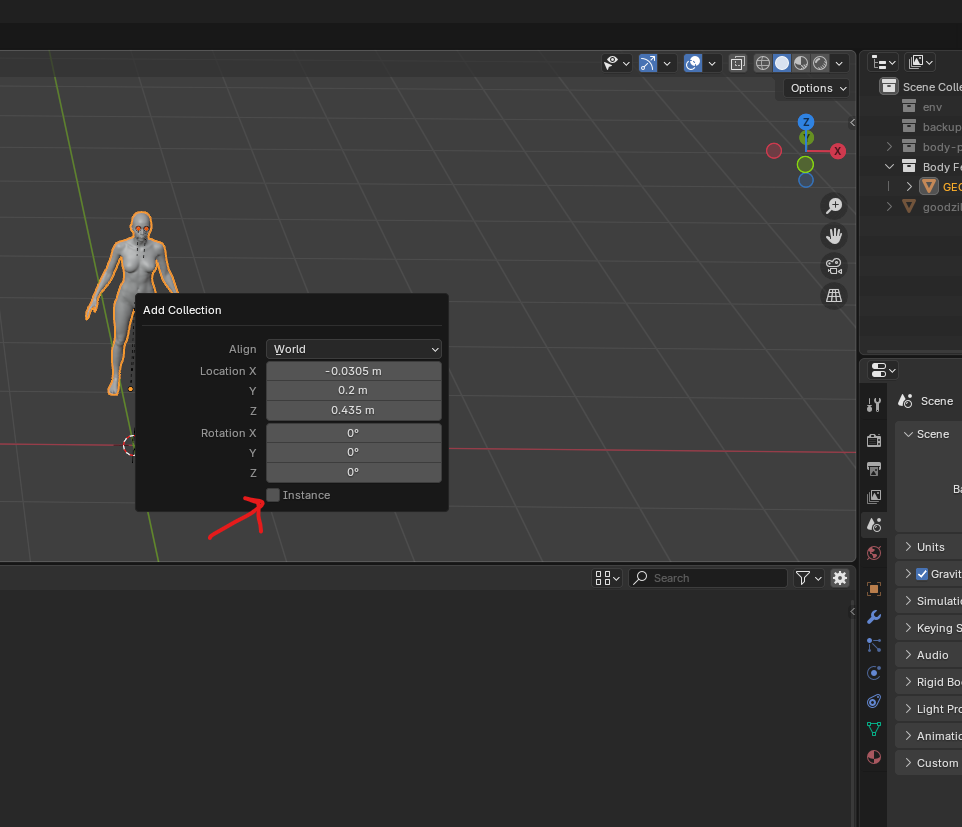 Options
Z
Y
X
Scene Colle
env
backup
body-p
Body Fe
GEO
goodzil
Add Collection
Align World
Location X -0.0305 m
Y 0.2 m
Z 0.435 m
Rotation X 0°
Y 0°
Z 0°
Instance
Search
Scene
Scene
Ba
Units
Gravit
Simulatio
Keying S
Audio
Rigid Bo
Light Pro
Animatio
Custom